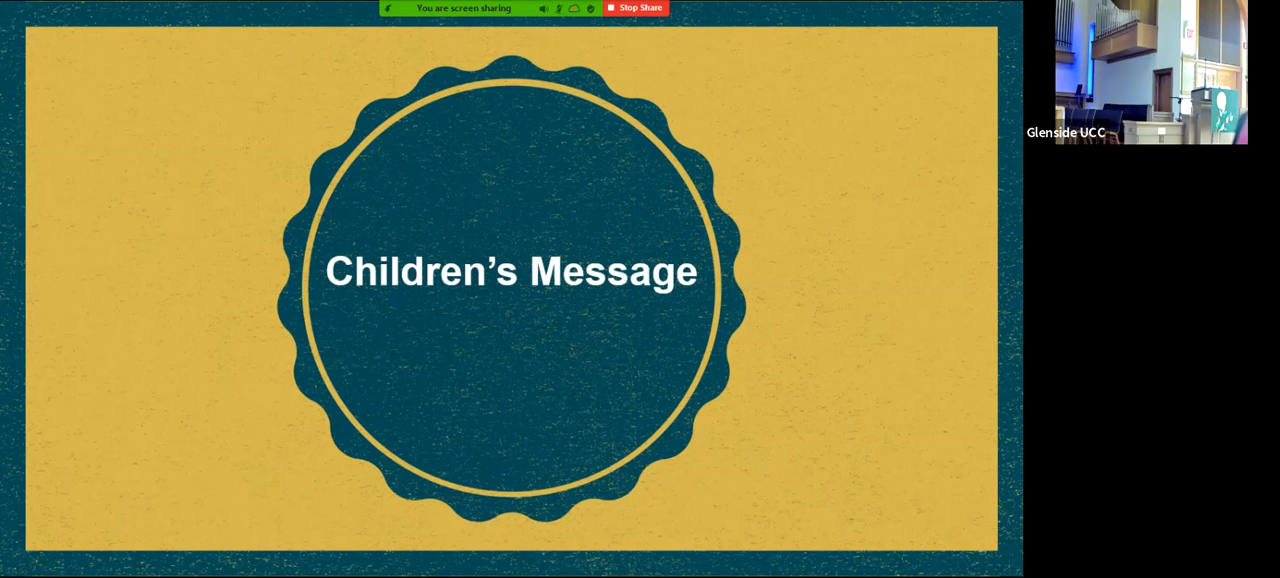 You are screen sharing
Stop Share
Glenside UCC
Children’s Message